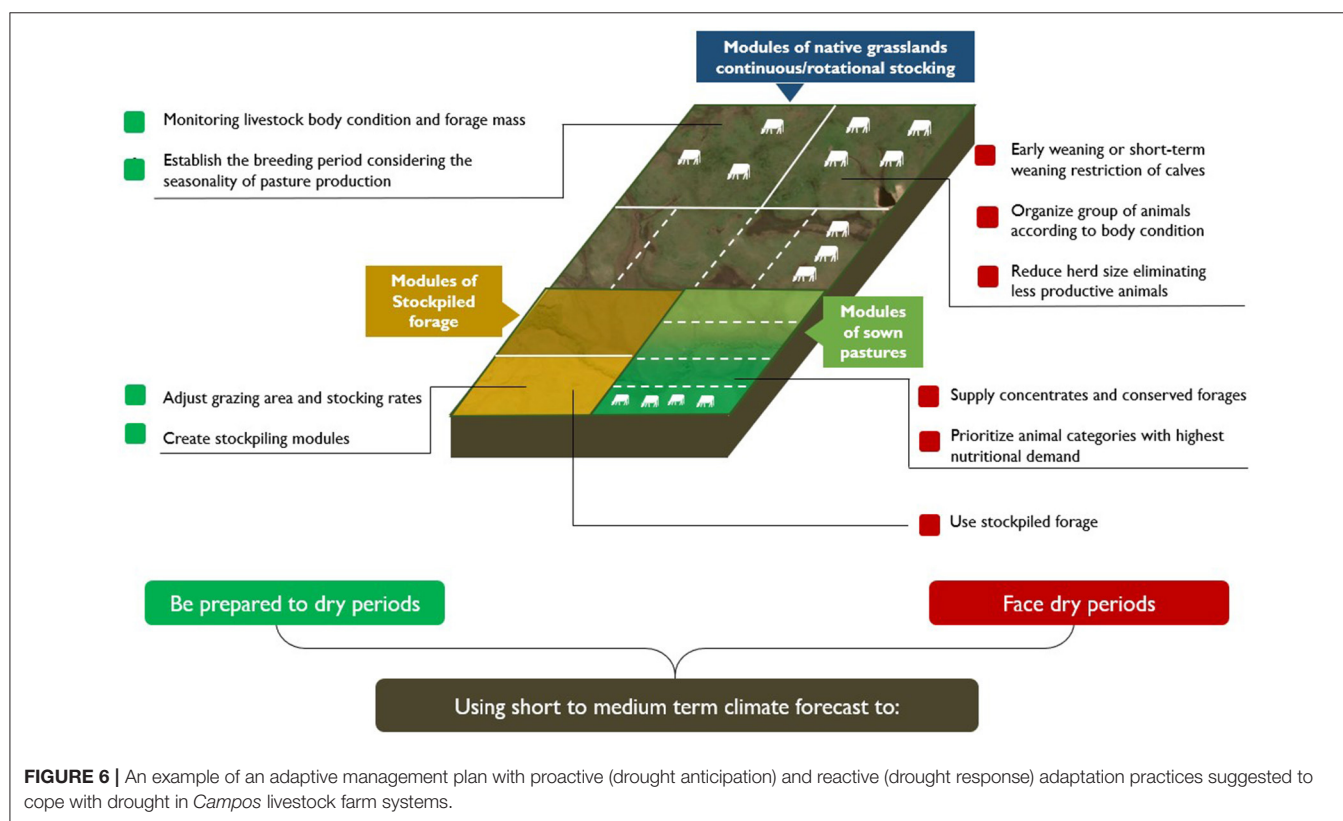 Modules of native grasslands
continuous/rotational stocking
Monitoring livestock body condition and forage mass
Establish the breeding period considering the
seasonality of pasture production
Early weaning or short-term
weaning restriction of calves
Organize group of animals
according to body condition
Reduce herd size eliminating
less productive animals
Modules of
Stockpiled
forage
Modules
of sown
pastures
Adjust grazing area and stocking rates
Create stockpiling modules
Supply concentrates and conserved forages
Prioritize animal categories with highest
nutritional demand
Use stockpiled forage
Be prepared to dry periods
Face dry periods
Using short to medium term climate forecast to:
FIGURE 6 | An example of an adaptive management plan with proactive (drought anticipation) and reactive (drought response) adaptation practices suggested to
cope with drought in Campos livestock farm systems.